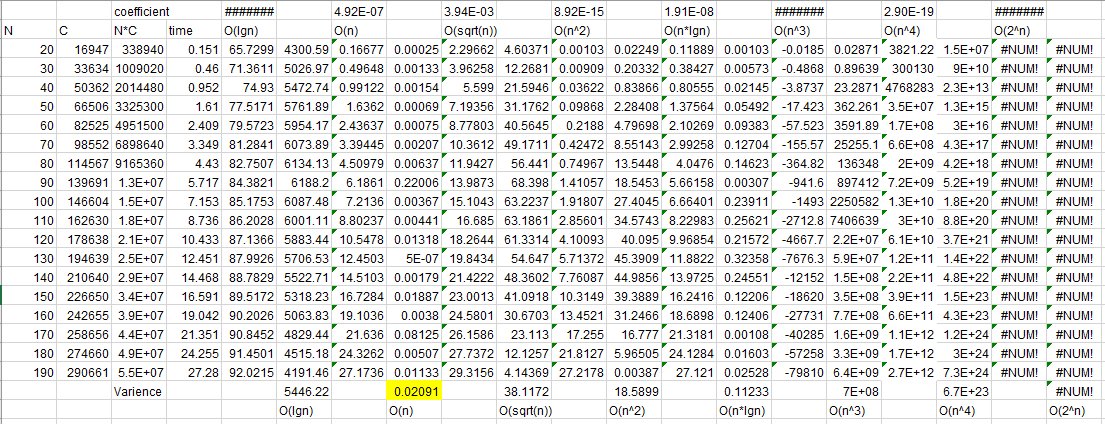 coefficient ####### 4.92E-07 3.94E-03 8.92E-15 1.91E-08 ####### 2.90E-19 #######
N C N*C time O(lgn) O(n) O(sqrt(n)) O(n^2) O(n*lgn) O(n^3) O(n^4) O(2^n)
20 16947 338940 0.151 65.7299 4300.59 0.16677 0.00025 2.29662 4.60371 0.00103 0.02249 0.11889 0.00103 -0.0185 0.02871 3821.22 1.5E+07 #NUM! #NUM!
30 33634 1009020 0.46 71.3611 5026.97 0.49648 0.00133 3.96258 12.2681 0.00909 0.20332 0.38427 0.00573 -0.4868 0.89639 300130 9E+10 #NUM! #NUM!
40 50362 2014480 0.952 74.93 5472.74 0.99122 0.00154 5.599 21.5946 0.03622 0.83866 0.80555 0.02145 -3.8737 23.2871 4768283 2.3E+13 #NUM! #NUM!
50 66506 3325300 1.61 77.5171 5761.89 1.6362 0.00069 7.19356 31.1762 0.09868 2.28408 1.37564 0.05492 -17.423 362.261 3.5E+07 1.3E+15 #NUM! #NUM!
60 82525 4951500 2.409 79.5723 5954.17 2.43637 0.00075 8.77803 40.5645 0.2188 4.79698 2.10269 0.09383 -57.523 3591.89 1.7E+08 3E+16 #NUM! #NUM!
70 98552 6898640 3.349 81.2841 6073.89 3.39445 0.00207 10.3612 49.1711 0.42472 8.55143 2.99258 0.12704 -155.57 25255.1 6.6E+08 4.3E+17 #NUM! #NUM!
80 114567 9165360 4.43 82.7507 6134.13 4.50979 0.00637 11.9427 56.441 0.74967 13.5448 4.0476 0.14623 -364.82 136348 2E+09 4.2E+18 #NUM! #NUM!
90 139691 1.3E+07 5.717 84.3821 6188.2 6.1861 0.22006 13.9873 68.398 1.41057 18.5453 5.66158 0.00307 -941.6 897412 7.2E+09 5.2E+19 #NUM! #NUM!
100 146604 1.5E+07 7.153 85.1753 6087.48 7.2136 0.00367 15.1043 63.2237 1.91807 27.4045 6.66401 0.23911 -1493 2250582 1.3E+10 1.8E+20 #NUM! #NUM!
110 162630 1.8E+07 8.736 86.2028 6001.11 8.80237 0.00441 16.685 63.1861 2.85601 34.5743 8.22983 0.25621 -2712.8 7406639 3E+10 8.8E+20 #NUM! #NUM!
120 178638 2.1E+07 10.433 87.1366 5883.44 10.5478 0.01318 18.2644 61.3314 4.10093 40.095 9.96854 0.21572 -4667.7 2.2E+07 6.1E+10 3.7E+21 #NUM! #NUM!
130 194639 2.5E+07 12.451 87.9926 5706.53 12.4503 5E-07 19.8434 54.647 5.71372 45.3909 11.8822 0.32358 -7676.3 5.9E+07 1.2E+11 1.4E+22 #NUM! #NUM!
140 210640 2.9E+07 14.468 88.7829 5522.71 14.5103 0.00179 21.4222 48.3602 7.76087 44.9856 13.9725 0.24551 -12152 1.5E+08 2.2E+11 4.8E+22 #NUM! #NUM!
150 226650 3.4E+07 16.591 89.5172 5318.23 16.7284 0.01887 23.0013 41.0918 10.3149 39.3889 16.2416 0.12206 -18620 3.5E+08 3.9E+11 1.5E+23 #NUM! #NUM!
160 242655 3.9E+07 19.042 90.2026 5063.83 19.1036 0.0038 24.5801 30.6703 13.4521 31.2466 18.6898 0.12406 -27731 7.7E+08 6.6E+11 4.3E+23 #NUM! #NUM!
170 258656 4.4E+07 21.351 90.8452 4829.44 21.636 0.08125 26.1586 23.113 17.255 16.777 21.3181 0.00108 -40285 1.6E+09 1.1E+12 1.2E+24 #NUM! #NUM!
180 274660 4.9E+07 24.255 91.4501 4515.18 24.3262 0.00507 27.7372 12.1257 21.8127 5.96505 24.1284 0.01603 -57258 3.3E+09 1.7E+12 3E+24 #NUM! #NUM!
190 290661 5.5E+07 27.28 92.0215 4191.46 27.1736 0.01133 29.3156 4.14369 27.2178 0.00387 27.121 0.02528 -79810 6.4E+09 2.7E+12 7.3E+24 #NUM! #NUM!
Varience 5446.22 0.02091 38.1172 18.5899 0.11233 7E+08 6.7E+23 #NUM!
O(lgn) O(n) O(sqrt(n)) O(n^2) O(n*lgn) O(n^3) O(n^4) O(2^n)